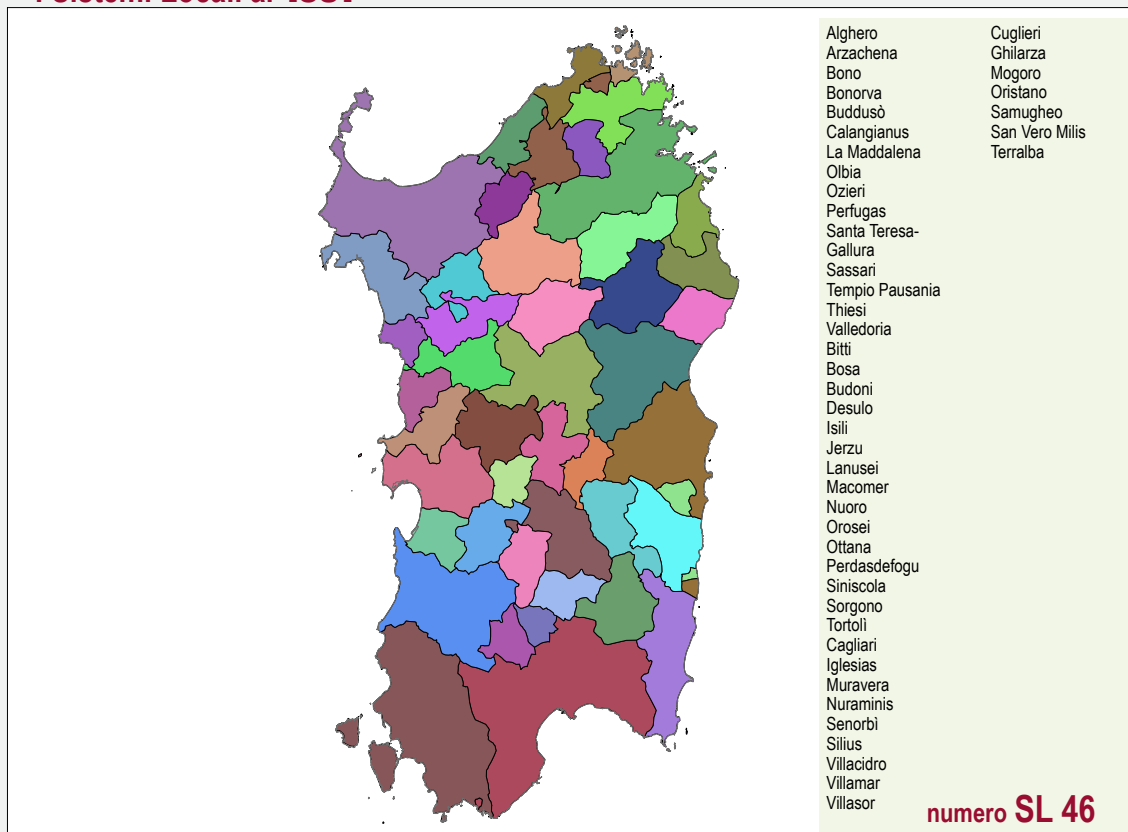 Alghero
Arzachena
Bono
Bonorva
Buddusò
Calangianus
La Maddalena
Olbia
Ozieri
Perfugas
Santa Teresa-
Gallura
Sassari
Tempio Pausania
Thiesi
Valledoria
Bitti
Bosa
Budoni
Desulo
Isili
Jerzu
Lanusei
Macomer
Nuoro
Orosei
Ottana
Perdasdefogu
Siniscola
Sorgono
Tortolì
Cagliari
Iglesias
Muravera
Nuraminis
Senorbì
Silius
Villacidro
Villamar
Villasor
Cuglieri
Ghilarza
Mogoro
Oristano
Samugheo
San Vero Milis
Terralba
numero SL 46